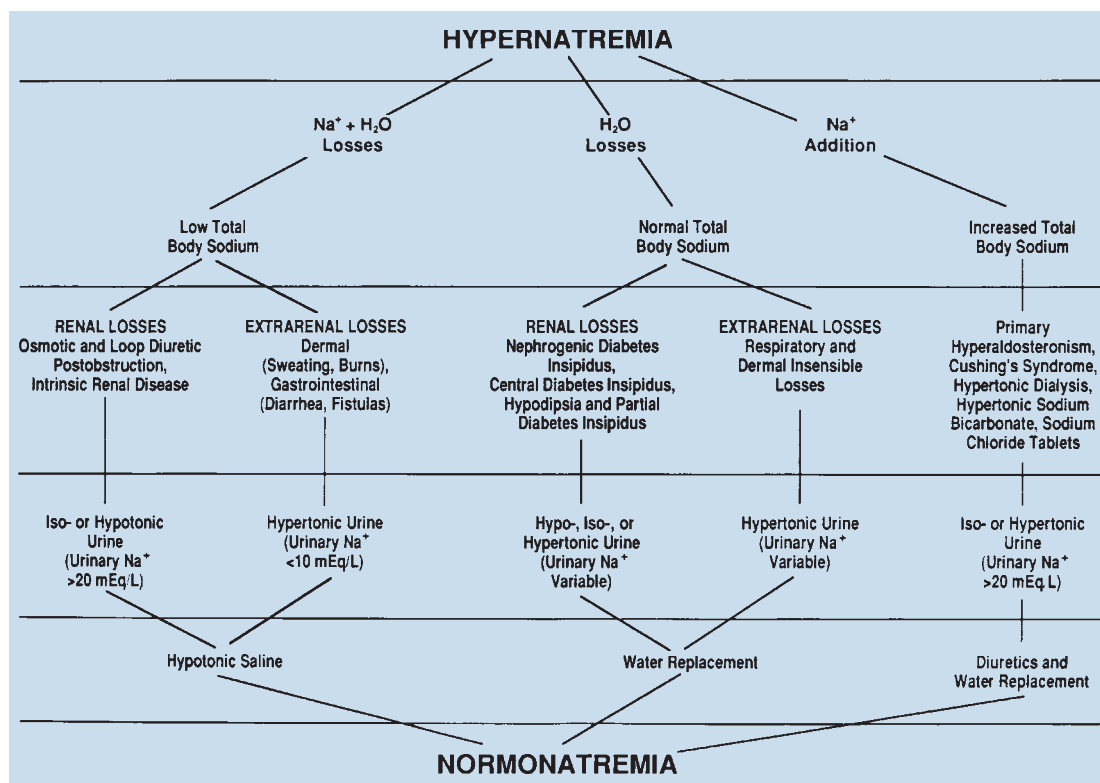 HYPERNATREMIA
Na⁺ + H₂O
Losses
H₂O
Losses
Na⁺
Addition
Low Total
Body Sodium
Normal Total
Body Sodium
Increased Total
Body Sodium
RENAL LOSSES
Osmotic and Loop Diuretic
Postobstruction,
Intrinsic Renal Disease
EXTRARENAL LOSSES
Dermal
(Sweating, Burns),
Gastrointestinal
(Diarrhea, Fistulas)
RENAL LOSSES
Nephrogenic Diabetes
Insipidus,
Central Diabetes Insipidus,
Hypodipsia and Partial
Diabetes Insipidus
EXTRARENAL LOSSES
Respiratory and
Dermal Insensible
Losses
Primary
Hyperaldosteronism,
Cushing's Syndrome,
Hypertonic Dialysis,
Hypertonic Sodium
Bicarbonate, Sodium
Chloride Tablets
Iso- or Hypotonic
Urine
(Urinary Na⁺
>20 mEq/L)
Hypertonic Urine
(Urinary Na⁺
<10 mEq/L)
Hypo-, Iso-, or
Hypertonic Urine
(Urinary Na⁺
Variable)
Hypertonic Urine
(Urinary Na⁺
Variable)
Iso- or Hypertonic
Urine
(Urinary Na⁺
>20 mEq.L)
Hypotonic Saline
Water Replacement
Diuretics and
Water Replacement
NORMONATREMIA